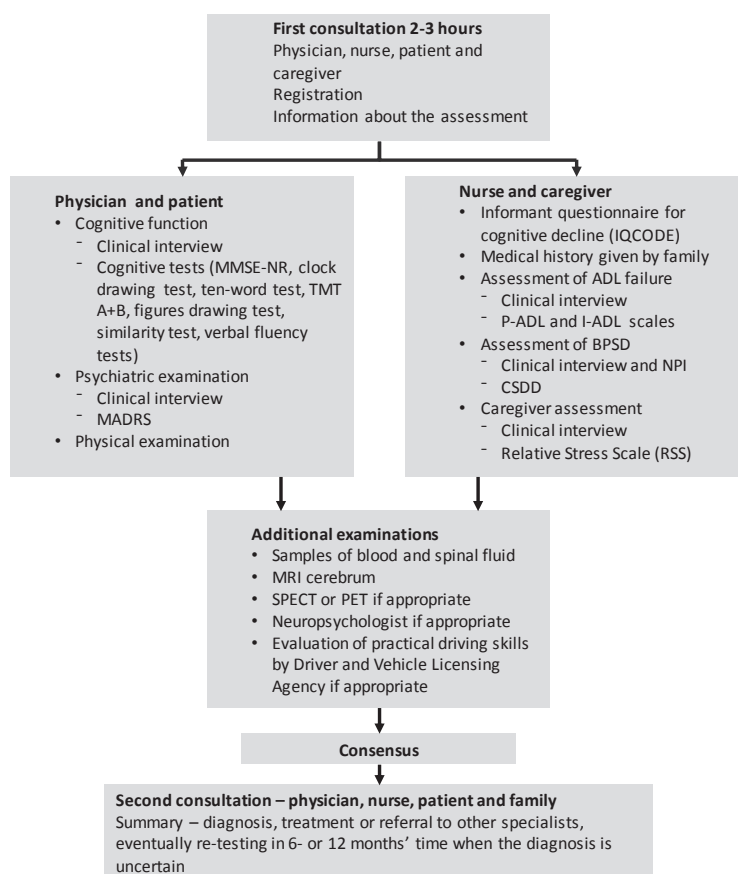 First consultation 2-3 hours
Physician, nurse, patient and
caregiver
Registration
Information about the assessment
Physician and patient
• Cognitive function
- Clinical interview
- Cognitive tests (MMSE-NR, clock
drawing test, ten-word test, TMT
A+B, figures drawing test,
similarity test, verbal fluency
tests)
• Psychiatric examination
- Clinical interview
- MADRS
• Physical examination
Nurse and caregiver
• Informant questionnaire for
cognitive decline (IQCODE)
• Medical history given by family
• Assessment of ADL failure
- Clinical interview
- P-ADL and I-ADL scales
• Assessment of BPSD
- Clinical interview and NPI
- CSDD
• Caregiver assessment
- Clinical interview
- Relative Stress Scale (RSS)
Additional examinations
• Samples of blood and spinal fluid
• MRI cerebrum
• SPECT or PET if appropriate
• Neuropsychologist if appropriate
• Evaluation of practical driving skills
by Driver and Vehicle Licensing
Agency if appropriate
Consensus
Second consultation – physician, nurse, patient and family
Summary – diagnosis, treatment or referral to other specialists,
eventually re-testing in 6- or 12 months’ time when the diagnosis is
uncertain